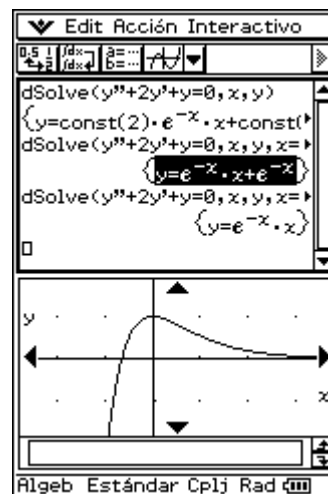 Edit Acción Interactivo
dSolve(y''+2y'+y=0,x,y)
{y=const(2)·e^-x·x+const(
dSolve(y''+2y'+y=0,x,y,x=
{y=e^-x·x+e^-x}
dSolve(y''+2y'+y=0,x,y,x=
{y=e^-x·x}
y
x
Algeb Estándar Cplj Rad